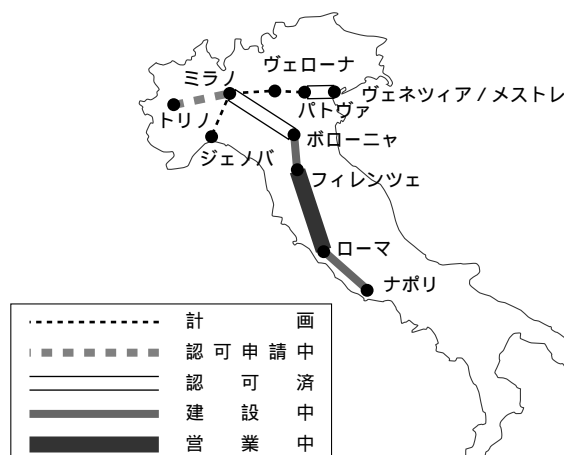 ヴェローナ
ミラノ
ヴェネツィア / メストレ
トリノ
パトヴァ
ボローニャ
ジェノバ
フィレンツェ
ローマ
ナポリ
計画
認可申請中
認可済
建設中
営業中